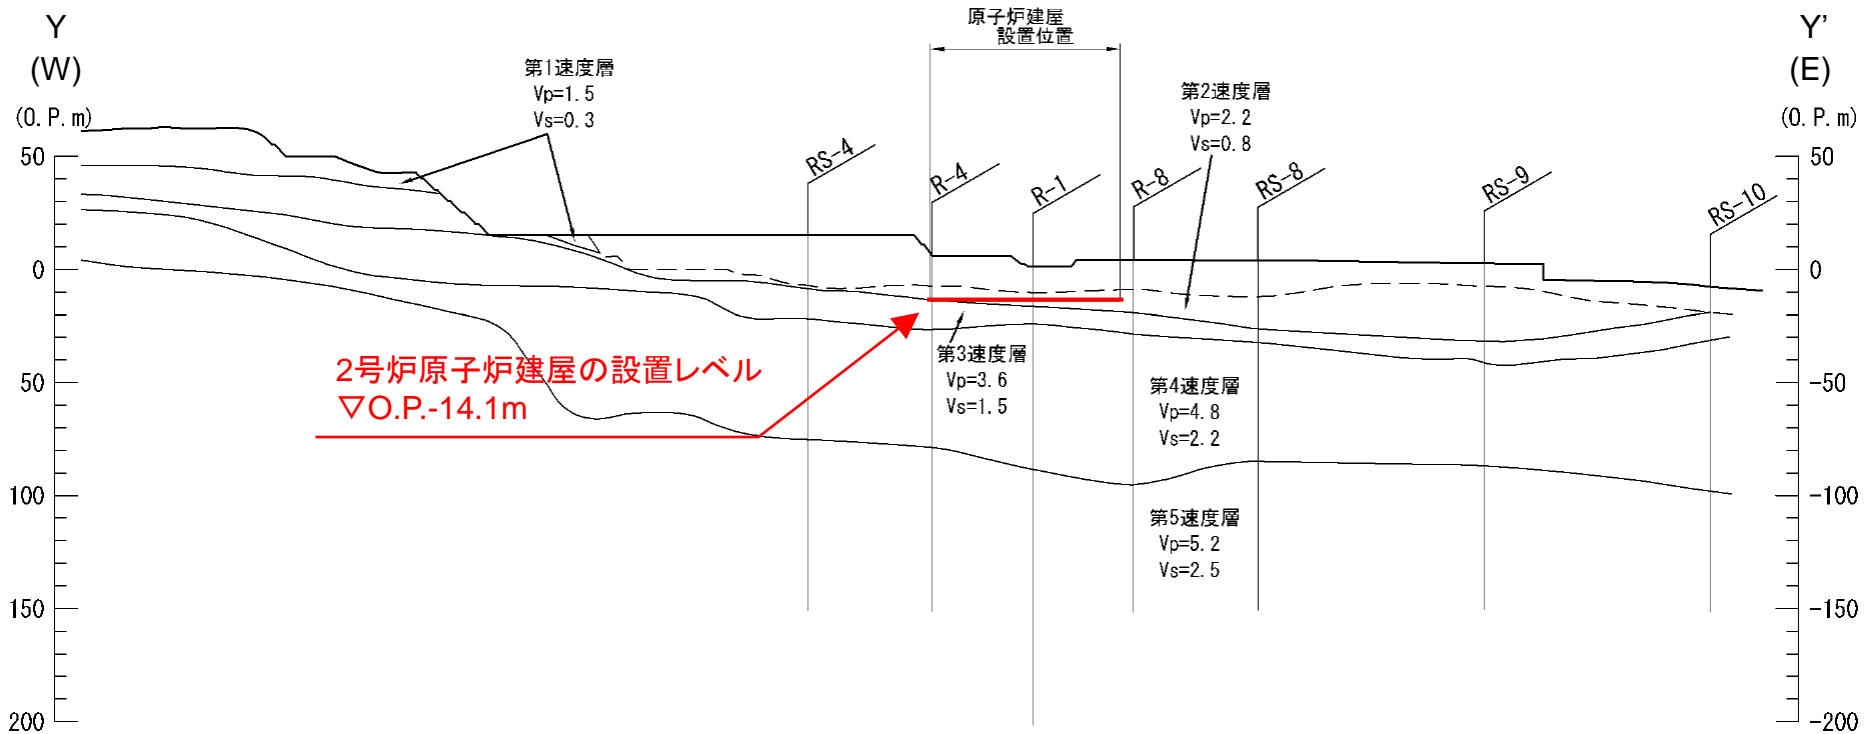 Y
(W)
(O.P.m)
原子炉建屋
設置位置
Y'
(E)
(O.P.m)
第1速度層
Vp=1.5
Vs=0.3
第2速度層
Vp=2.2
Vs=0.8
RS-4
R-4
R-1
R-8
RS-8
RS-9
RS-10
50
0
50
100
150
200
50
0
-50
-100
-150
-200
2号炉原子炉建屋の設置レベル
▽O.P.-14.1m
第3速度層
Vp=3.6
Vs=1.5
第4速度層
Vp=4.8
Vs=2.2
第5速度層
Vp=5.2
Vs=2.5